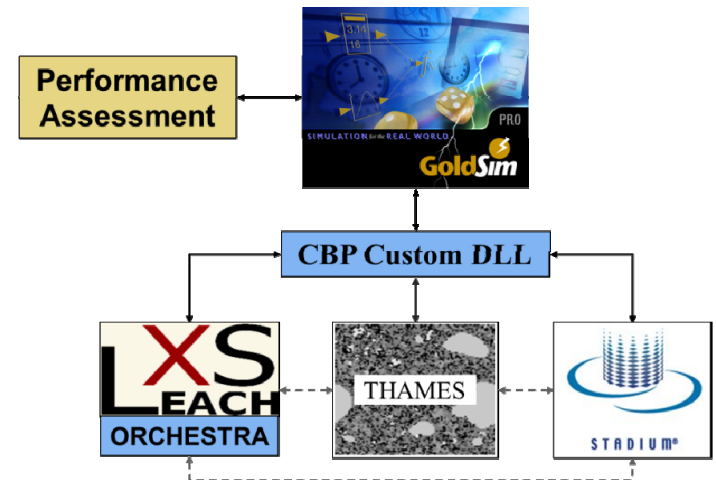 Performance
Assessment
3.14
16
12
PRO
SIMULATION for the REAL WORLD
GoldSim
CBP Custom DLL
LXS
EACH
ORCHESTRA
THAMES
STADIUM®